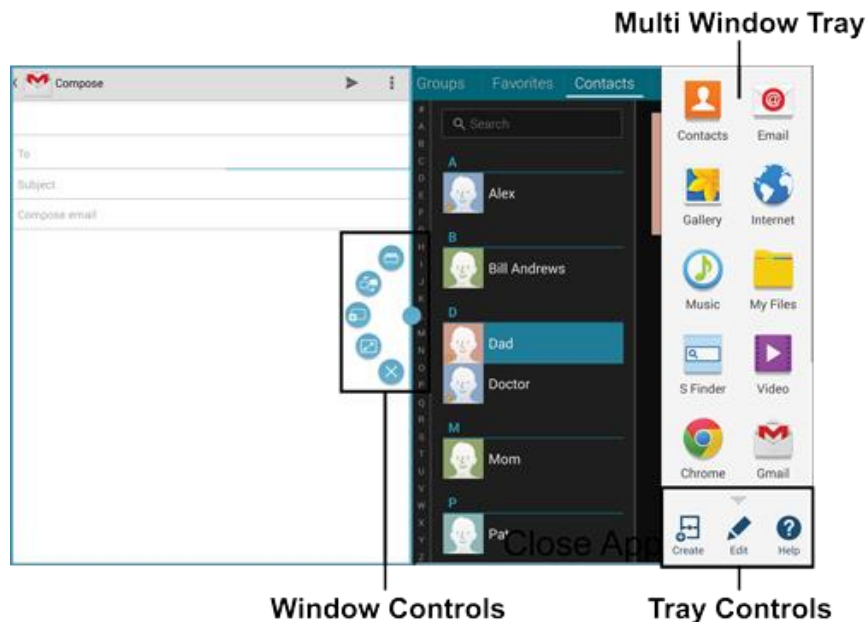 Multi Window Tray
Compose
Groups Favorites Contacts
Search
To
Subject
Compose email
#
A
B
C
D
E
F
G
H
I
J
K
M
N
O
P
Q
R
S
T
U
V
W
X
Y
Z
A
Alex
B
Bill Andrews
D
Dad
Doctor
M
Mom
P
Pat
Close App
Contacts Email
Gallery Internet
Music My Files
S Finder Video
Chrome Gmail
Create Edit Help
Window Controls Tray Controls